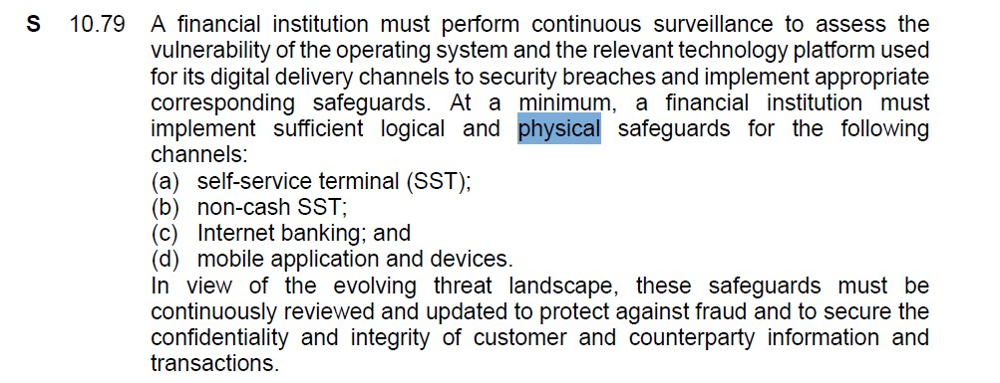 S 10.79 A financial institution must perform continuous surveillance to assess the
vulnerability of the operating system and the relevant technology platform used
for its digital delivery channels to security breaches and implement appropriate
corresponding safeguards. At a minimum, a financial institution must
implement sufficient logical and physical safeguards for the following
channels:
(a) self-service terminal (SST);
(b) non-cash SST;
(c) Internet banking; and
(d) mobile application and devices.
In view of the evolving threat landscape, these safeguards must be
continuously reviewed and updated to protect against fraud and to secure the
confidentiality and integrity of customer and counterparty information and
transactions.